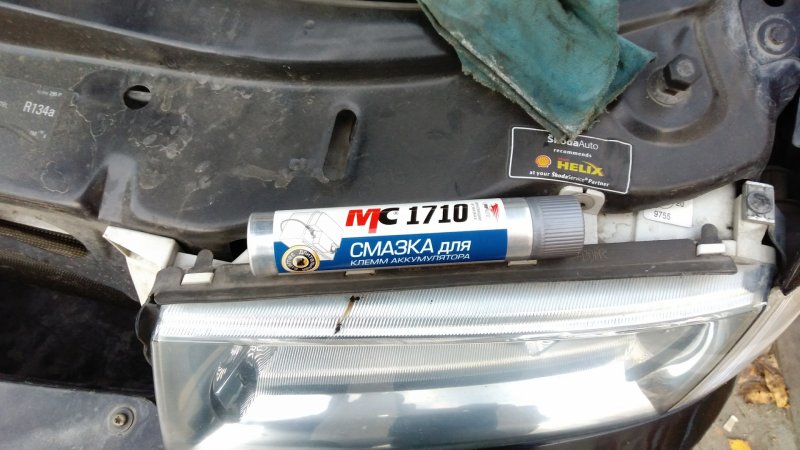 R134a
ŠkodaAuto
recommends
HELIX
at your ŠkodaService® Partner
9755
МС 1710
СМАЗКА для
КЛЕММ АККУМУЛЯТОРА